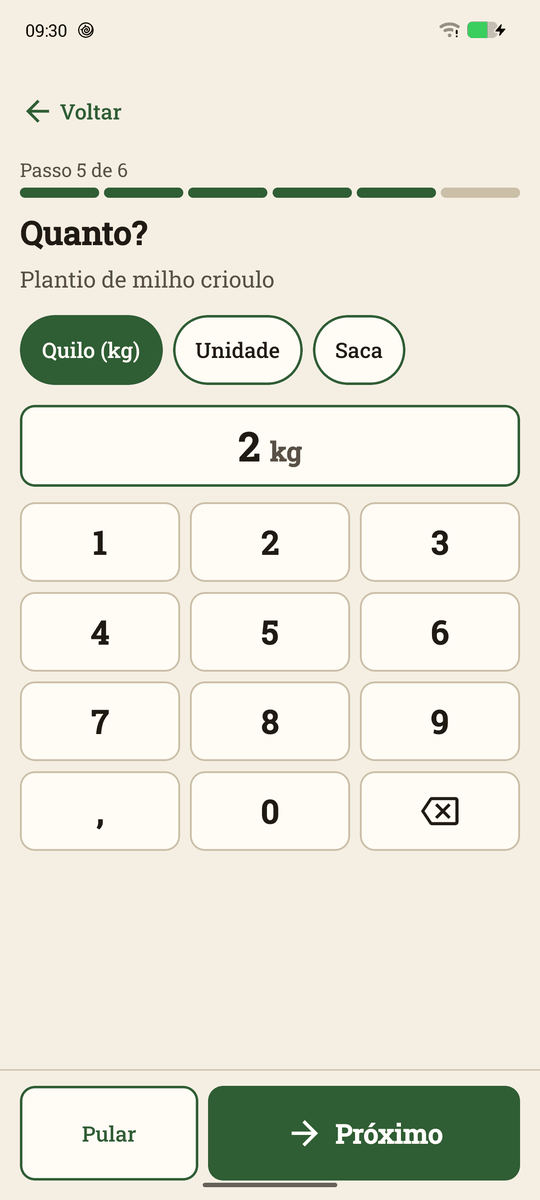 09:30
Voltar
Passo 5 de 6
Quanto?
Plantio de milho crioulo
Quilo (kg) Unidade Saca
2 kg
1 2 3
4 5 6
7 8 9
, 0
Pular Próximo